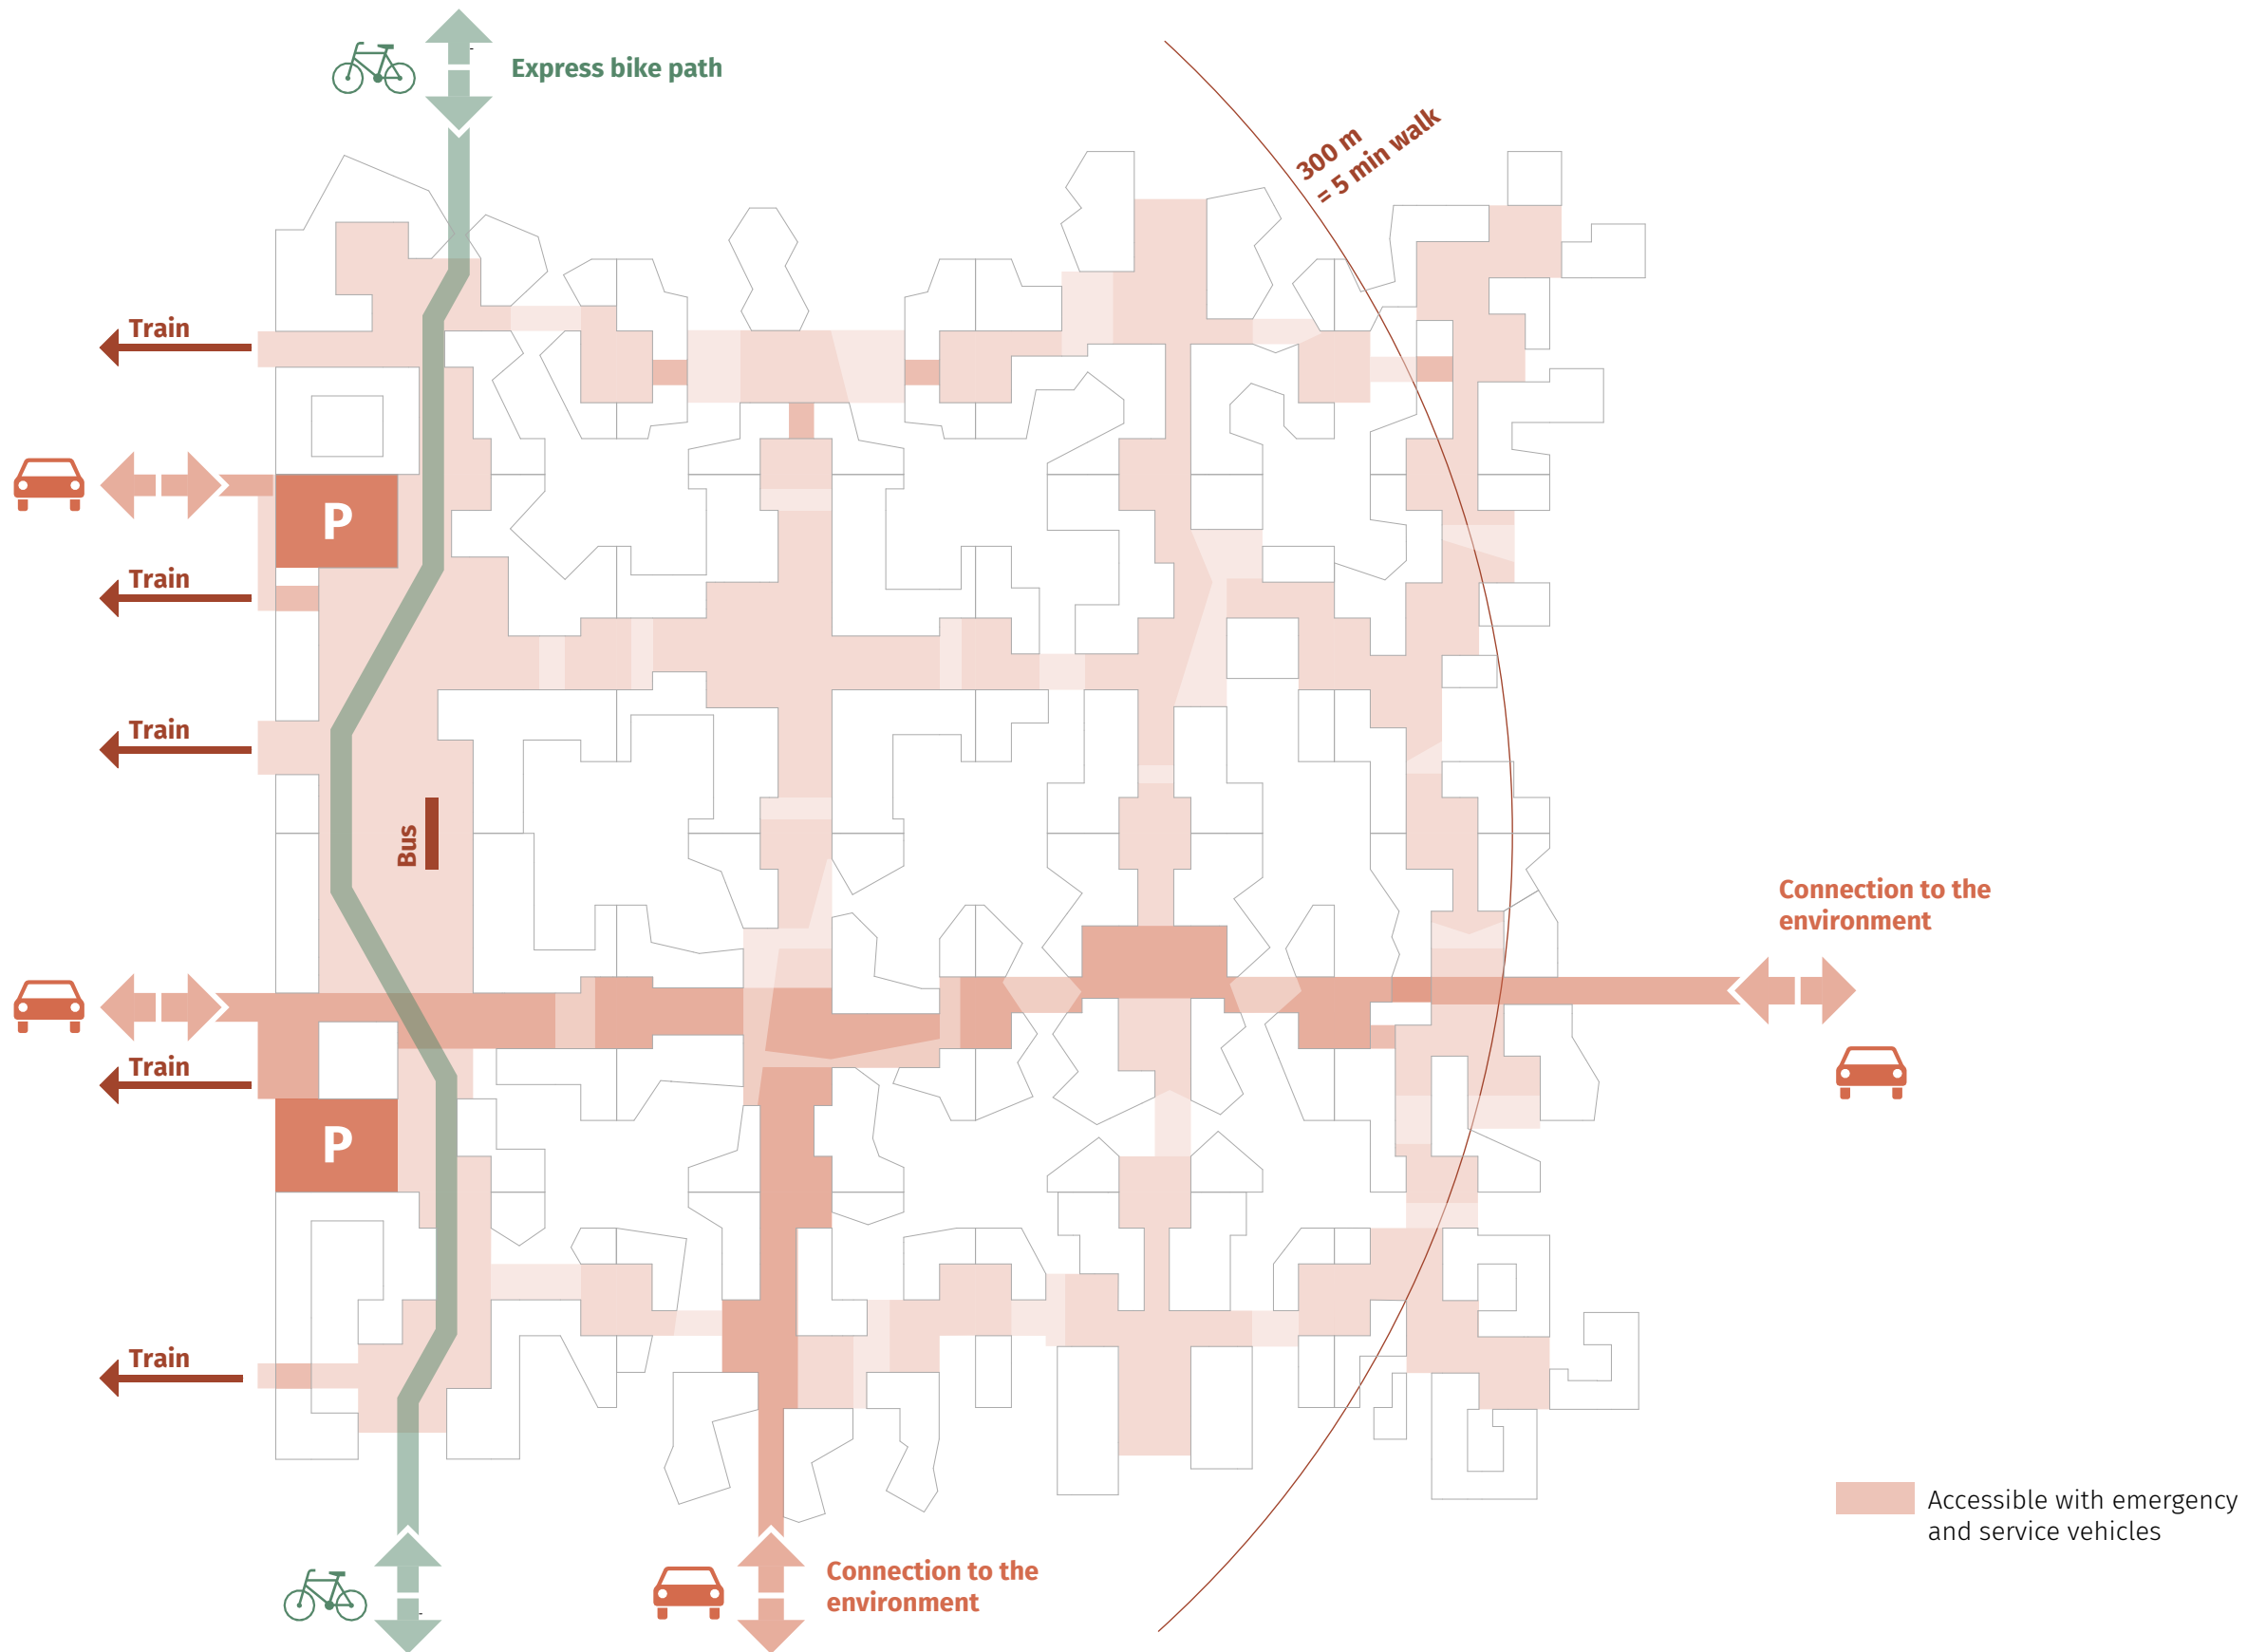 Express bike path
300 m
= 5 min walk
Train
P
Train
Train
Bus
Connection to the
environment
Train
P
Train
Accessible with emergency
and service vehicles
Connection to the
environment